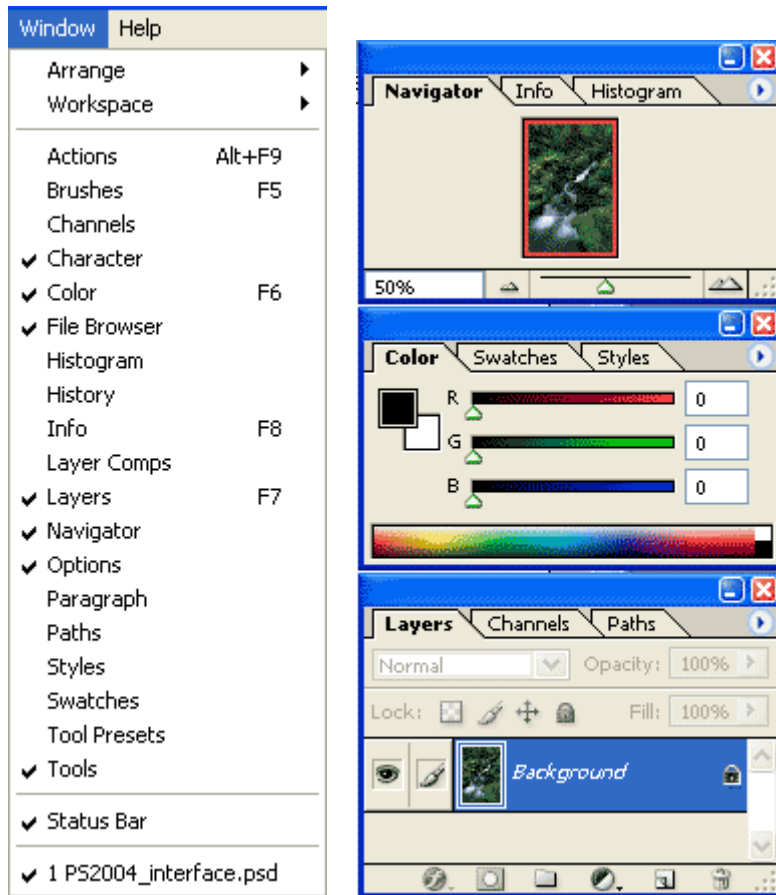 Window Help
Arrange
Workspace
Actions Alt+F9
Brushes F5
Channels
Character
Color F6
File Browser
Histogram
History
Info F8
Layer Comps
Layers F7
Navigator
Options
Paragraph
Paths
Styles
Swatches
Tool Presets
Tools
Status Bar
1 PS2004_interface.psd
Navigator Info Histogram
50%
Color Swatches Styles
R 0
G 0
B 0
Layers Channels Paths
Normal Opacity: 100%
Lock: Fill: 100%
Background